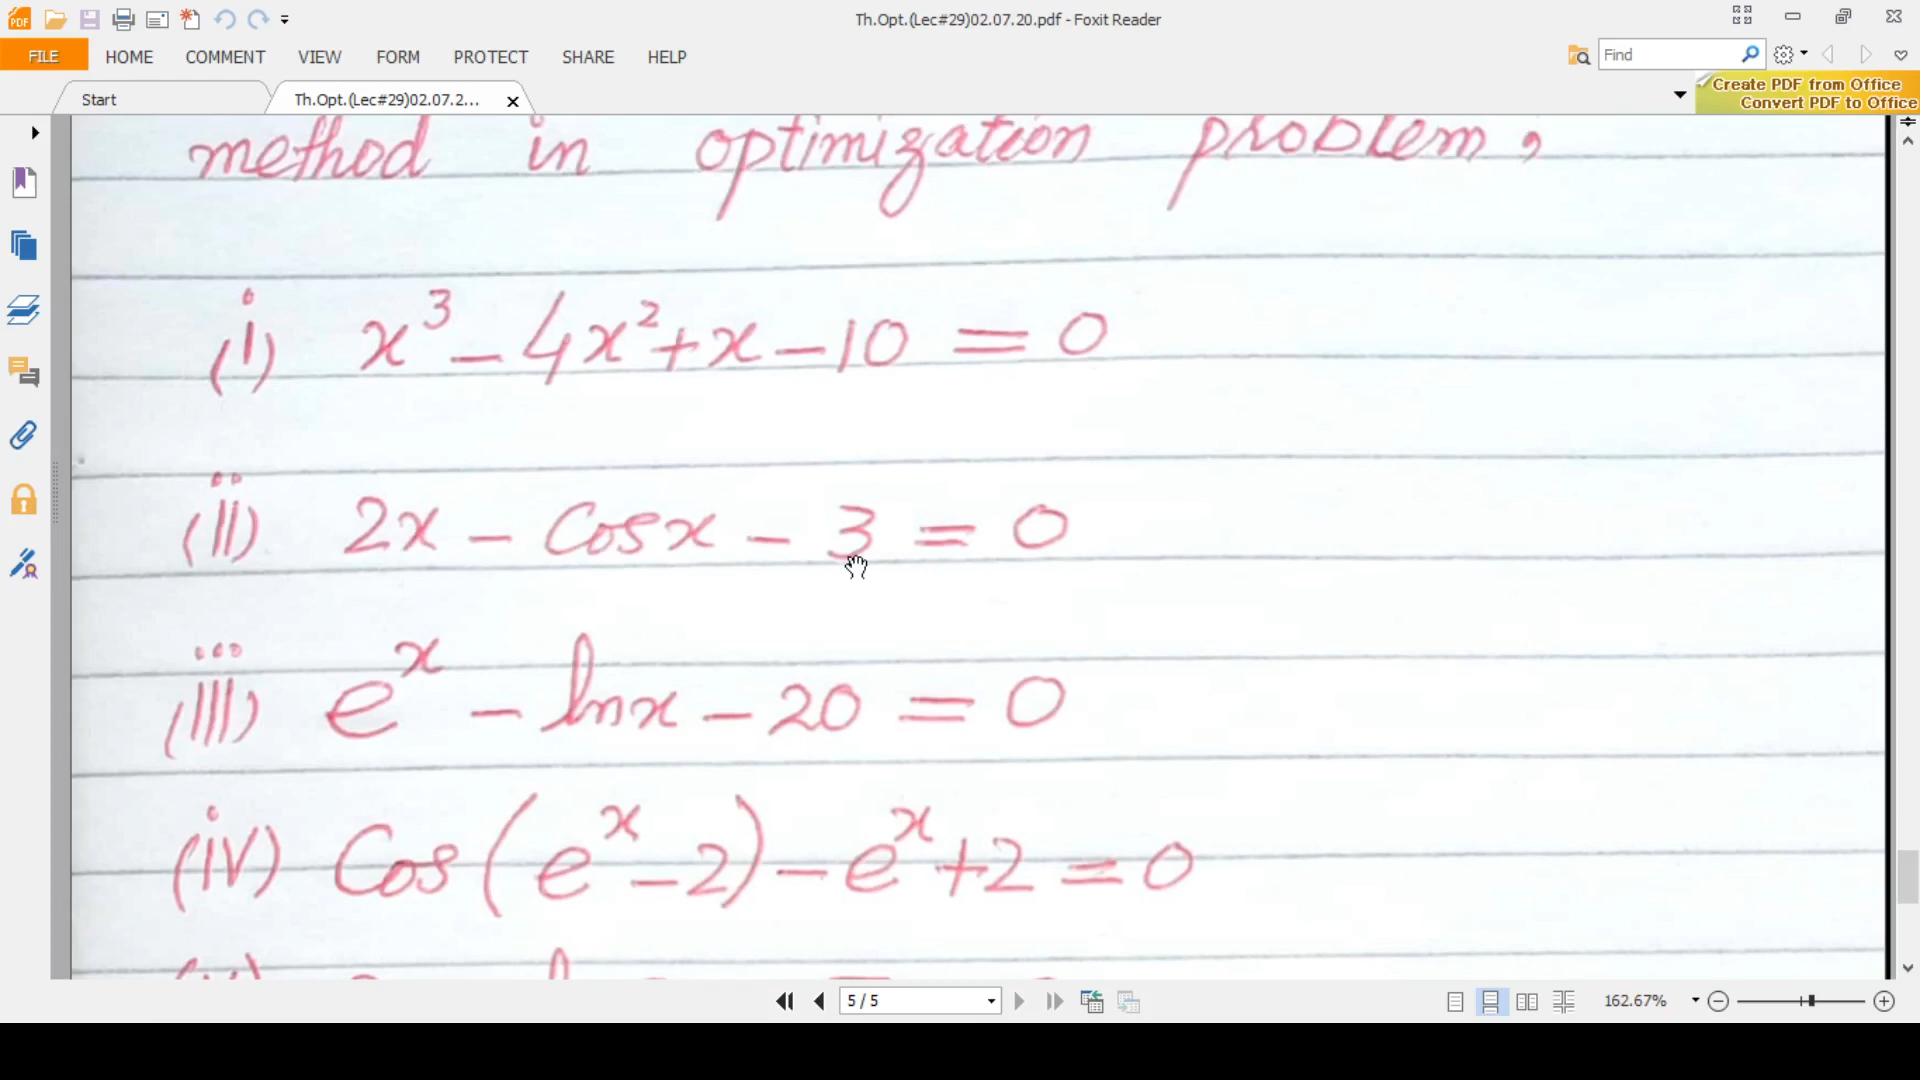 Th.Opt.(Lec#29)02.07.20.pdf - Foxit Reader
FILE HOME COMMENT VIEW FORM PROTECT SHARE HELP
Find
Start
Th.Opt.(Lec#29)02.07.2...
Create PDF from Office
Convert PDF to Office
method in optimization problem,
(i) x³ - 4x² + x - 10 = 0
(ii) 2x - Cosx - 3 = 0
(iii) eˣ - lnx - 20 = 0
(iv) Cos(eˣ - 2) - eˣ + 2 = 0
5 / 5
162.67%